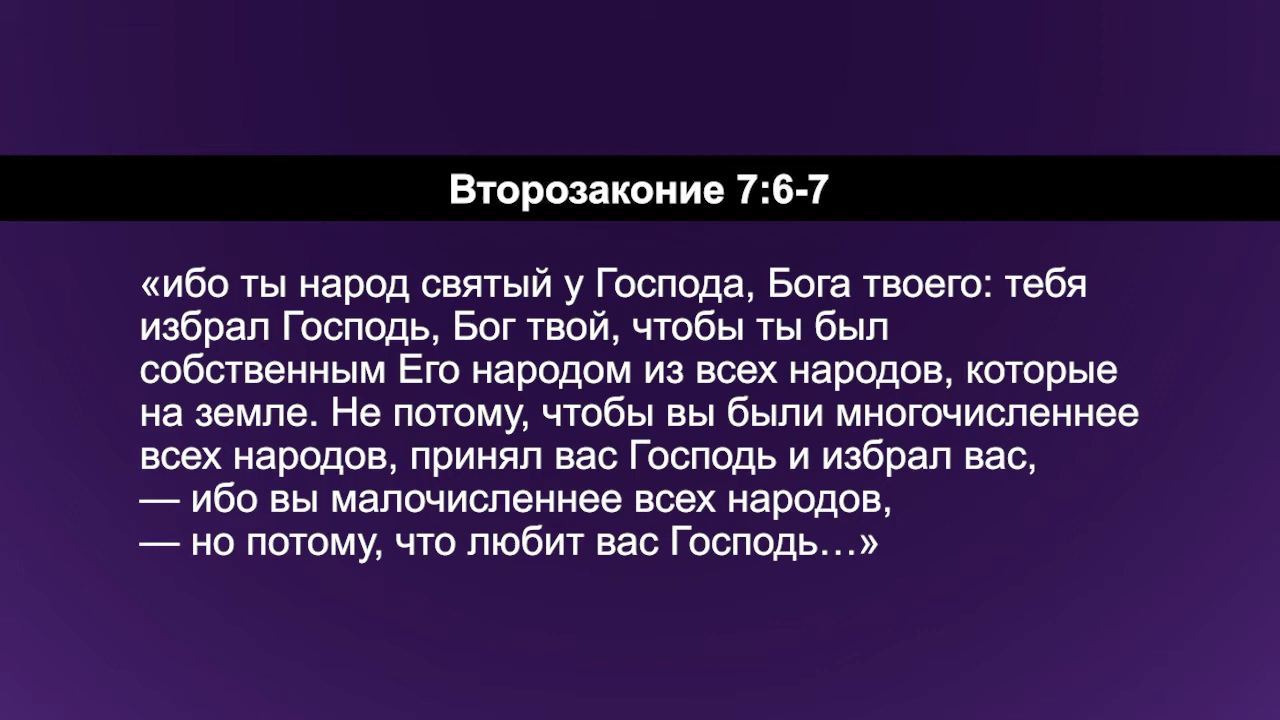 Второзаконие 7:6-7
«ибо ты народ святый у Господа, Бога твоего: тебя
избрал Господь, Бог твой, чтобы ты был
собственным Его народом из всех народов, которые
на земле. Не потому, чтобы вы были многочисленнее
всех народов, принял вас Господь и избрал вас,
— ибо вы малочисленнее всех народов,
— но потому, что любит вас Господь…»